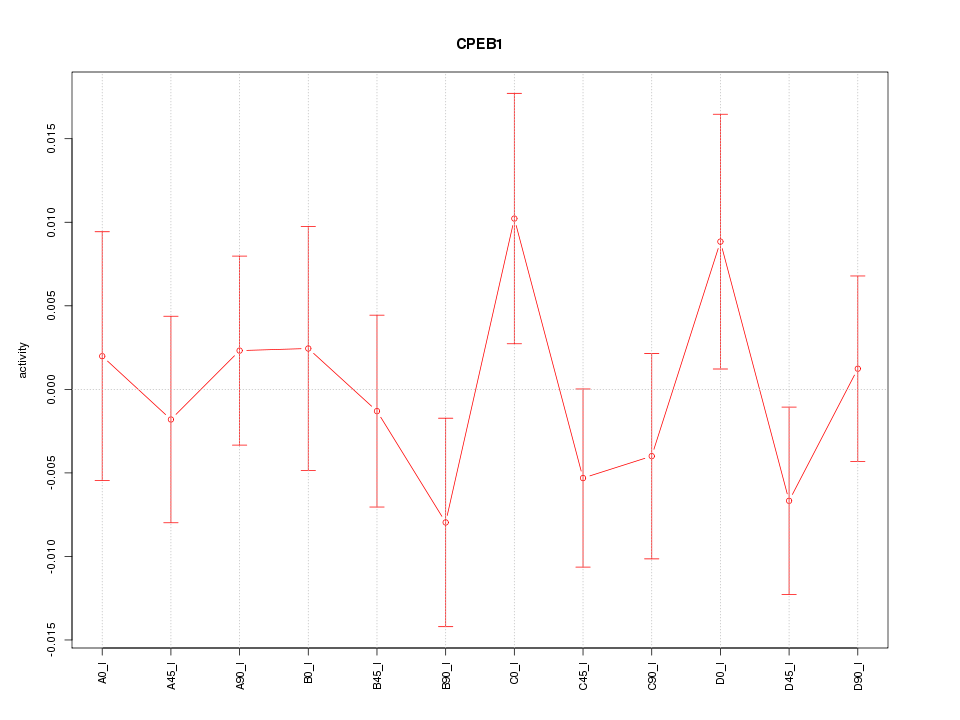 CPEB1
activity
0.015
0.010
0.005
0.000
-0.005
-0.010
-0.015
A0_I
A45_I
A90_I
B0_I
B45_I
B90_I
C0_I
C45_I
C90_I
D0_I
D45_I
D90_I